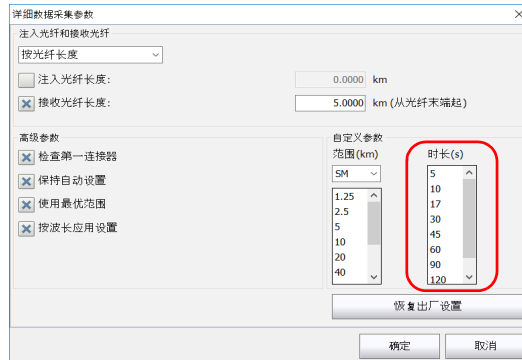 详细数据采集参数
注入光纤和接收光纤
按光纤长度
注入光纤长度: 0.0000 km
接收光纤长度: 5.0000 km (从光纤末端起)
高级参数
检查第一连接器
保持自动设置
使用最优范围
按波长应用设置
自定义参数
范围(km) 时长(s)
SM
1.25
2.5
5
10
20
40
5
10
17
30
45
60
90
120
恢复出厂设置
确定 取消